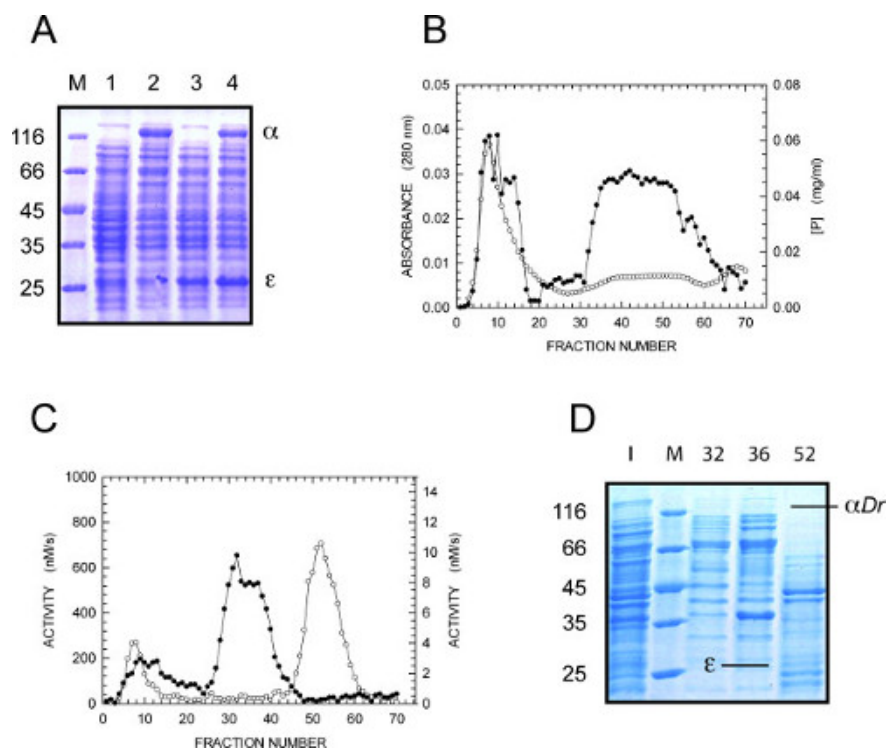 A
M 1 2 3 4
116
66
45
35
25
α
ε
B
0.05
0.04
0.03
0.02
0.01
0.00
ABSORBANCE (280 nm)
0.08
0.06
0.04
0.02
0.00
[P] (mg/ml)
0 10 20 30 40 50 60 70
FRACTION NUMBER
C
1000
800
600
400
200
0
ACTIVITY (nM/s)
14
12
10
8
6
4
2
0
ACTIVITY (nM/s)
0 10 20 30 40 50 60 70
FRACTION NUMBER
D
I M 32 36 52
116
66
45
35
25
αDr
ε